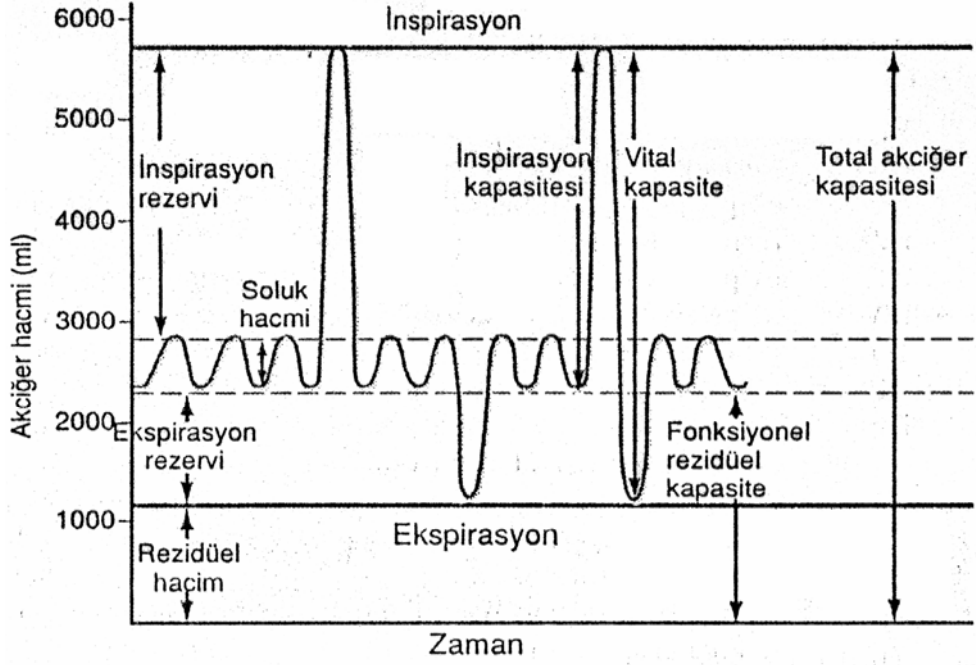 6000
İnspirasyon
5000
İnspirasyon
rezervi
İnspirasyon
kapasitesi
Vital
kapasite
Total akciğer
kapasitesi
4000
Akciğer hacmi (ml)
Soluk
hacmi
3000
2000
Ekspirasyon
rezervi
Fonksiyonel
rezidüel
kapasite
1000
Ekspirasyon
Rezidüel
hacim
Zaman